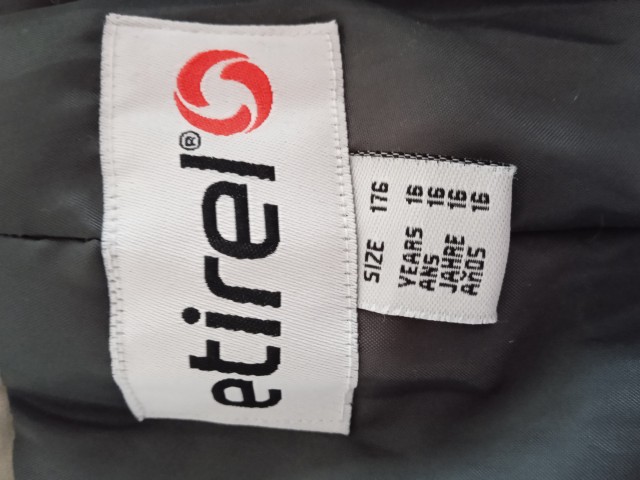 etirel®
SIZE 176
YEARS 16
ANS 16
JAHRE 16
AÑOS 16